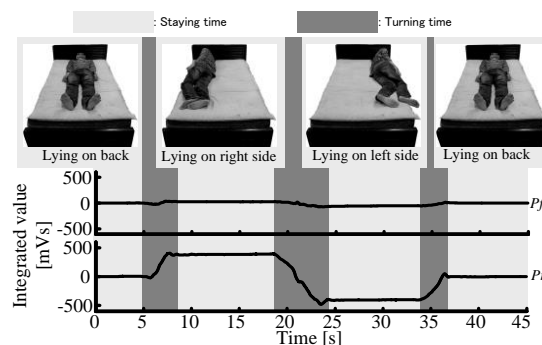 : Staying time : Turning time
Lying on back Lying on right side Lying on left side Lying on back
Integrated value
[mVs]
500
0
-500
500
0
-500
0 5 10 15 20 25 30 35 40 45
Time [s]